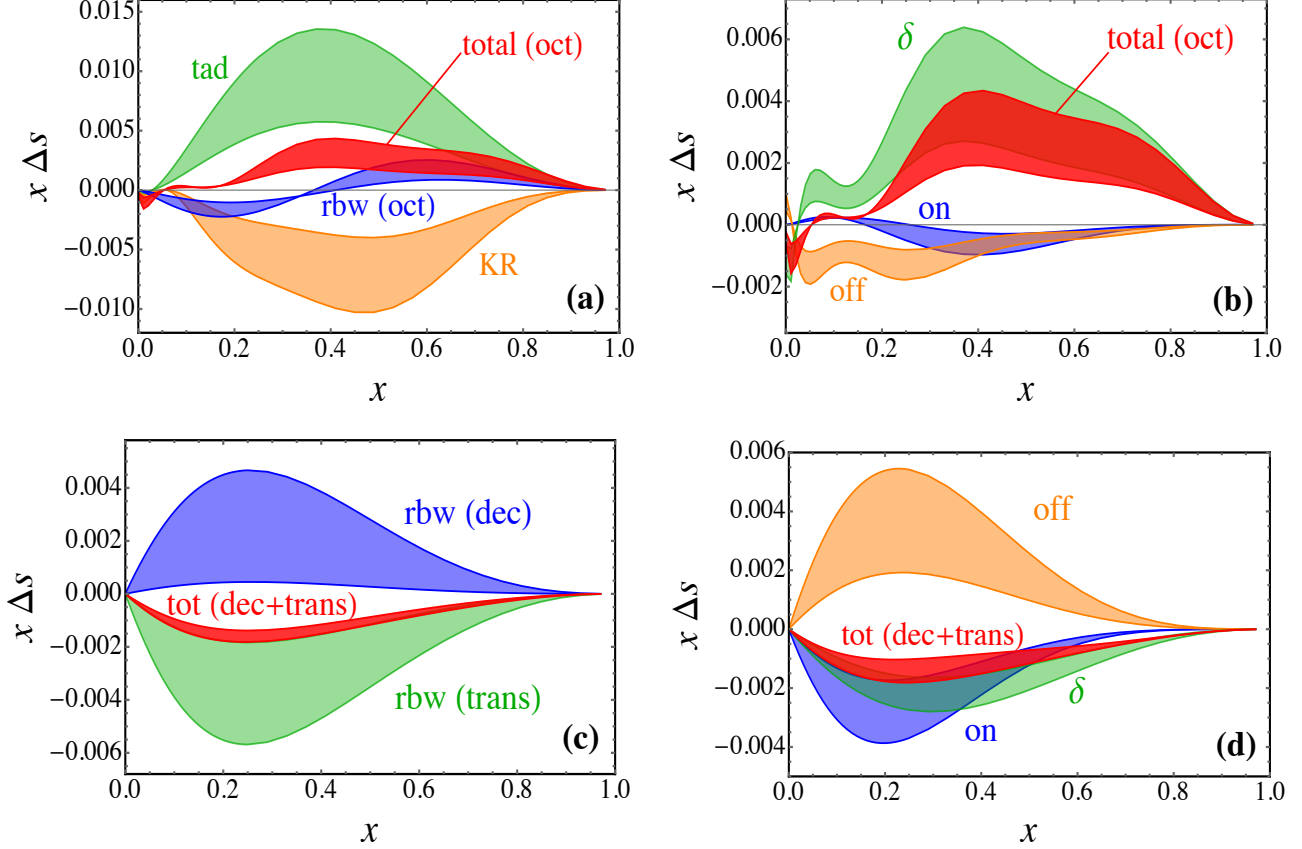 0.015
0.010
0.005
0.000
−0.005
−0.010
x Δs
tad
total (oct)
rbw (oct)
KR
(a)
0.0 0.2 0.4 0.6 0.8 1.0
x
0.006
0.004
0.002
0.000
−0.002
x Δs
δ
total (oct)
on
off
(b)
0.0 0.2 0.4 0.6 0.8 1.0
x
0.004
0.002
0.000
−0.002
−0.004
−0.006
x Δs
rbw (dec)
tot (dec+trans)
rbw (trans)
(c)
0.0 0.2 0.4 0.6 0.8 1.0
x
0.006
0.004
0.002
0.000
−0.002
−0.004
x Δs
off
tot (dec+trans)
δ
on
(d)
0.0 0.2 0.4 0.6 0.8 1.0
x